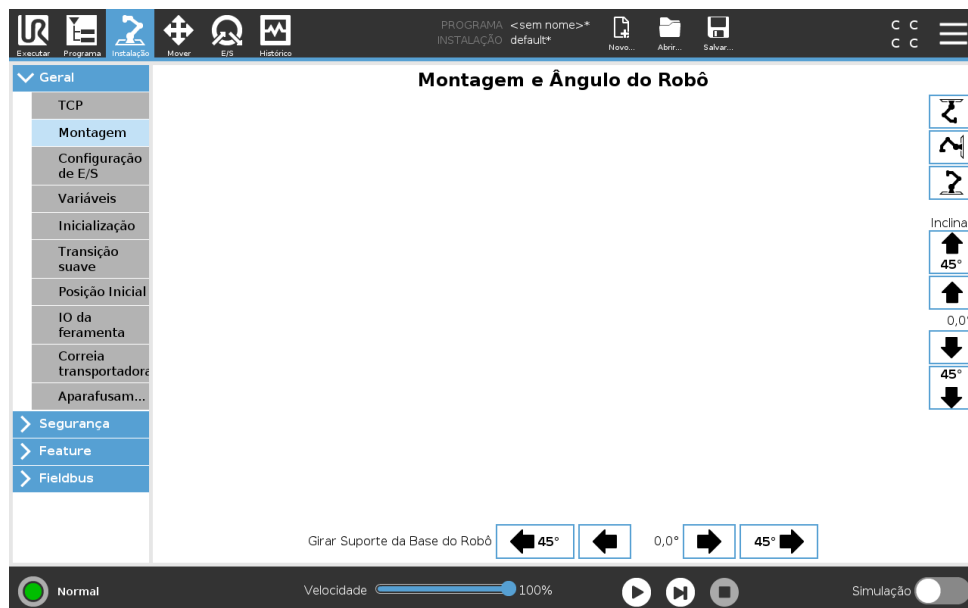 PROGRAMA <sem nome>*
INSTALAÇÃO default*
C C
C C
Executar Programa Instalação Mover E/S Histórico Novo... Abrir... Salvar...
Geral
TCP
Montagem
Configuração
de E/S
Variáveis
Inicialização
Transição
suave
Posição Inicial
IO da
feramenta
Correia
transportadora
Aparafusam...
Segurança
Feature
Fieldbus
Montagem e Ângulo do Robô
Inclina
45°
0,0°
45°
Girar Suporte da Base do Robô 45° 0,0° 45°
Normal
Velocidade 100%
Simulação